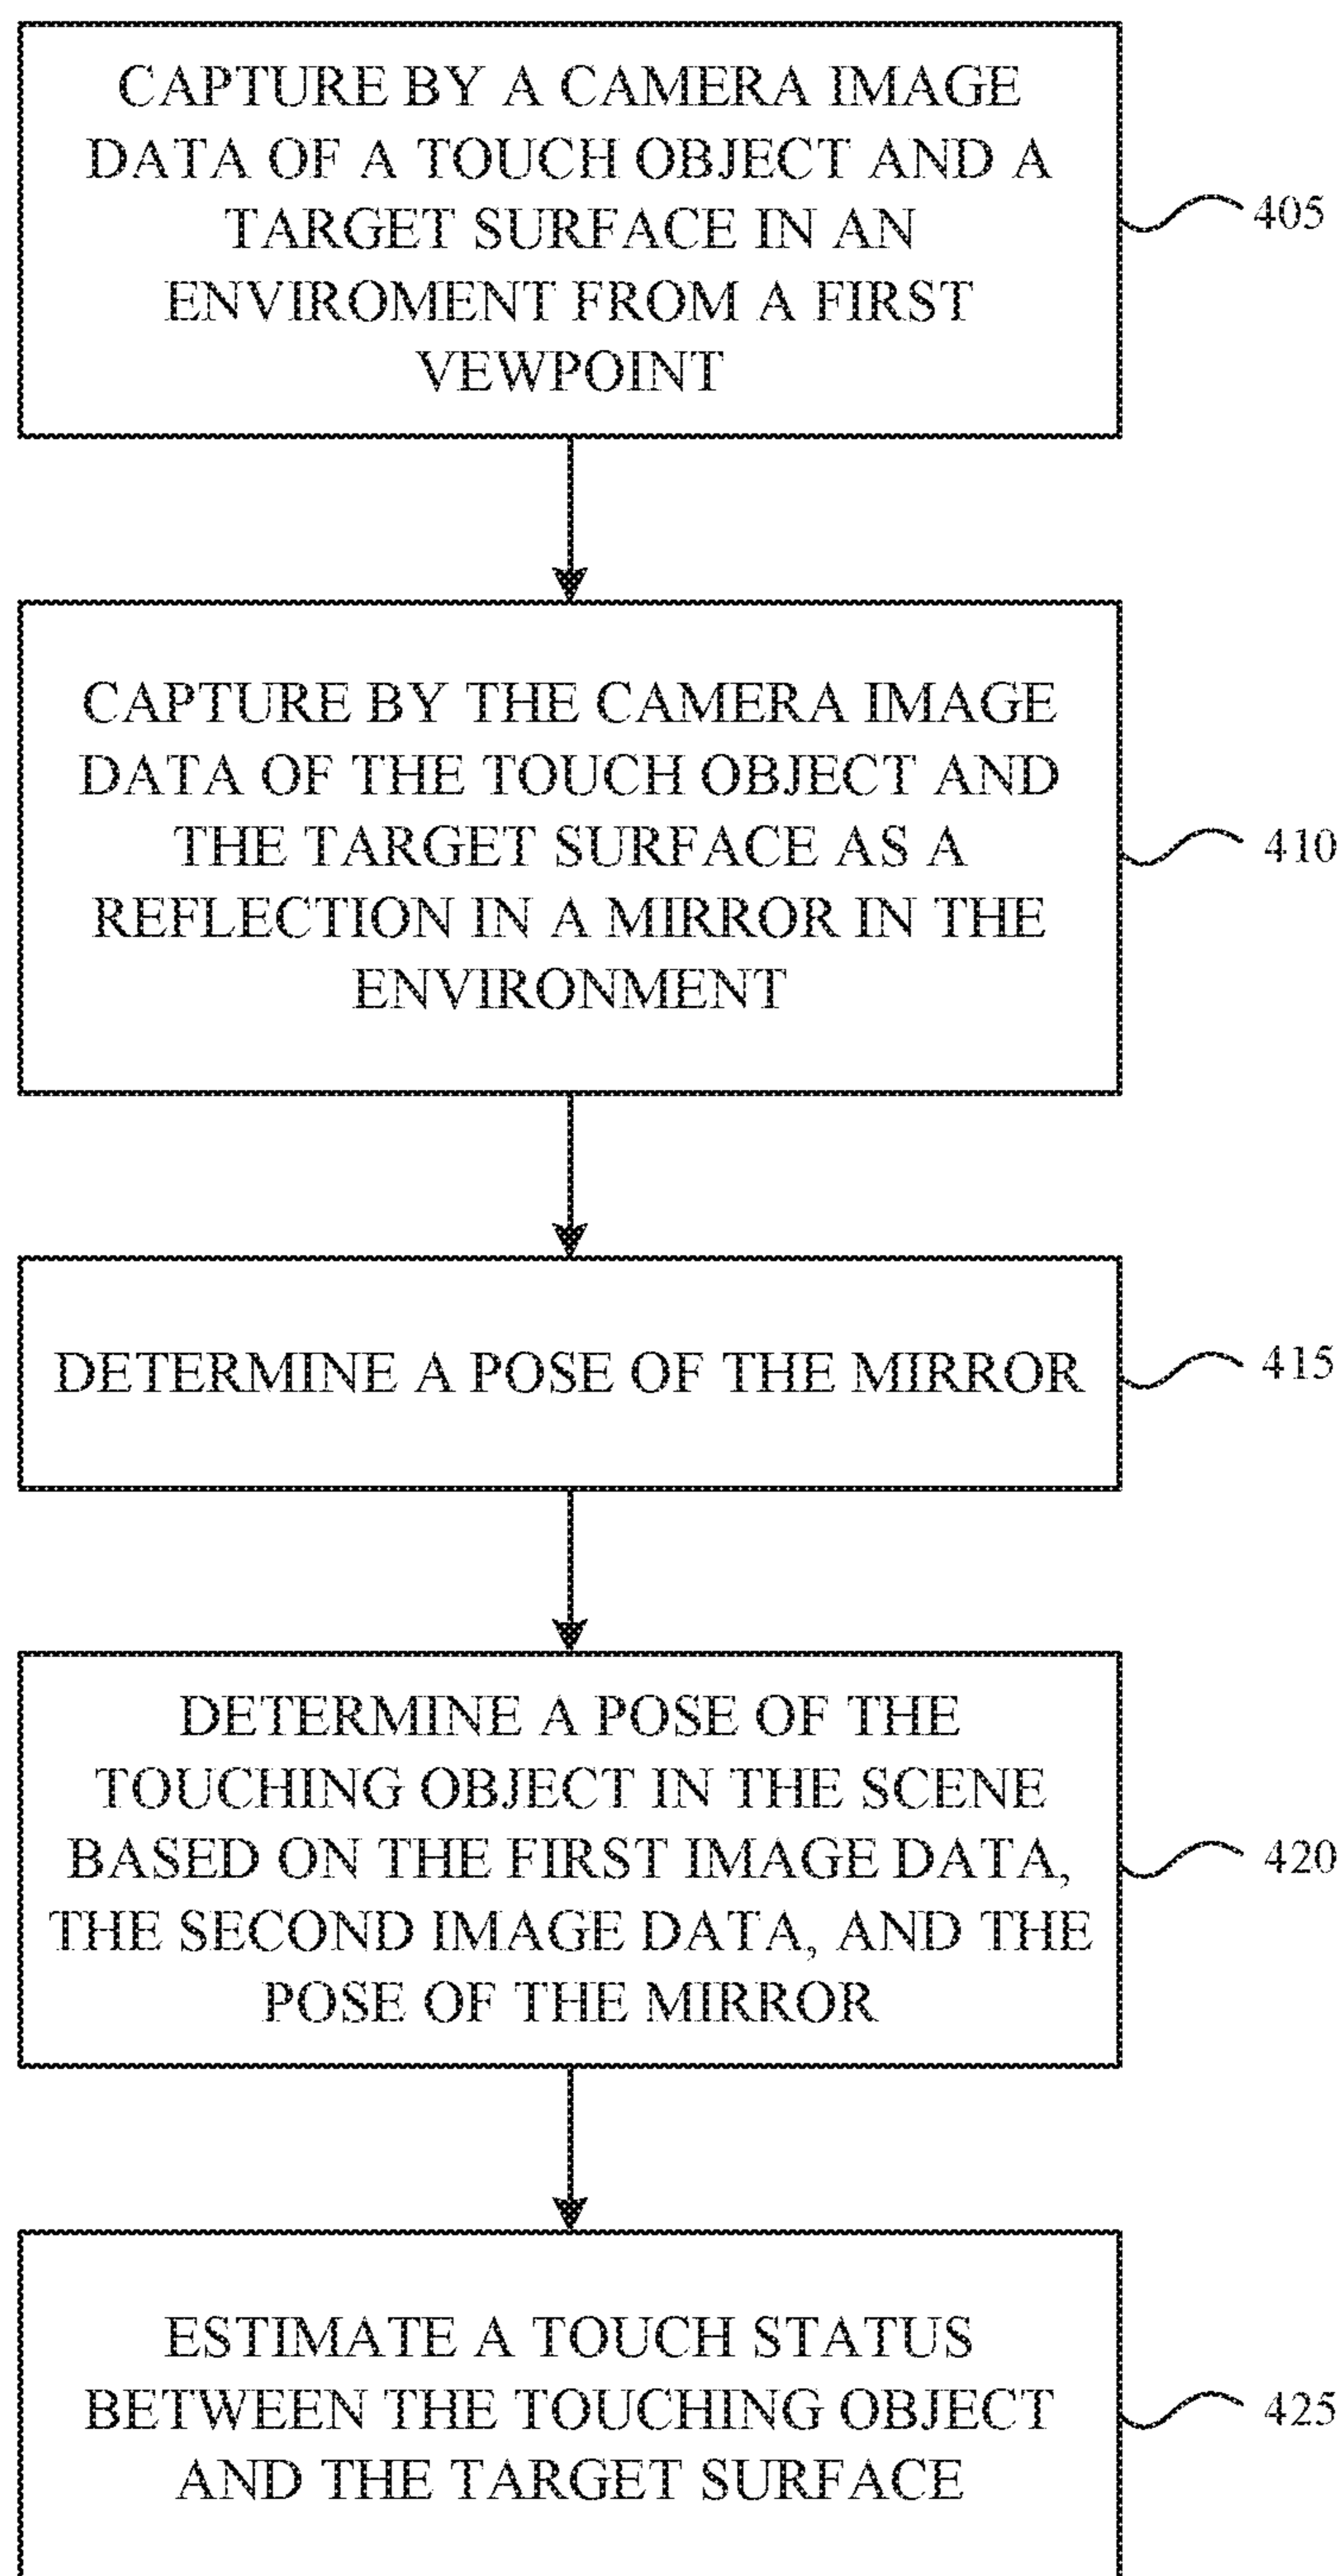 CAPTURE BY A CAMERA IMAGE
DATA OF A TOUCH OBJECT AND A
TARGET SURFACE IN AN
ENVIROMENT FROM A FIRST
VEWPOINT
405
CAPTURE BY THE CAMERA IMAGE
DATA OF THE TOUCH OBJECT AND
THE TARGET SURFACE AS A
REFLECTION IN A MIRROR IN THE
ENVIRONMENT
410
DETERMINE A POSE OF THE MIRROR
415
DETERMINE A POSE OF THE
TOUCHING OBJECT IN THE SCENE
BASED ON THE FIRST IMAGE DATA,
THE SECOND IMAGE DATA, AND THE
POSE OF THE MIRROR
420
ESTIMATE A TOUCH STATUS
BETWEEN THE TOUCHING OBJECT
AND THE TARGET SURFACE
425